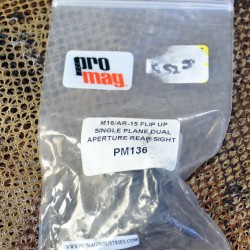 pro
mag
M16/AR-15 FLIP UP
SINGLE PLANE DUAL
APERTURE REAR SIGHT
PM136